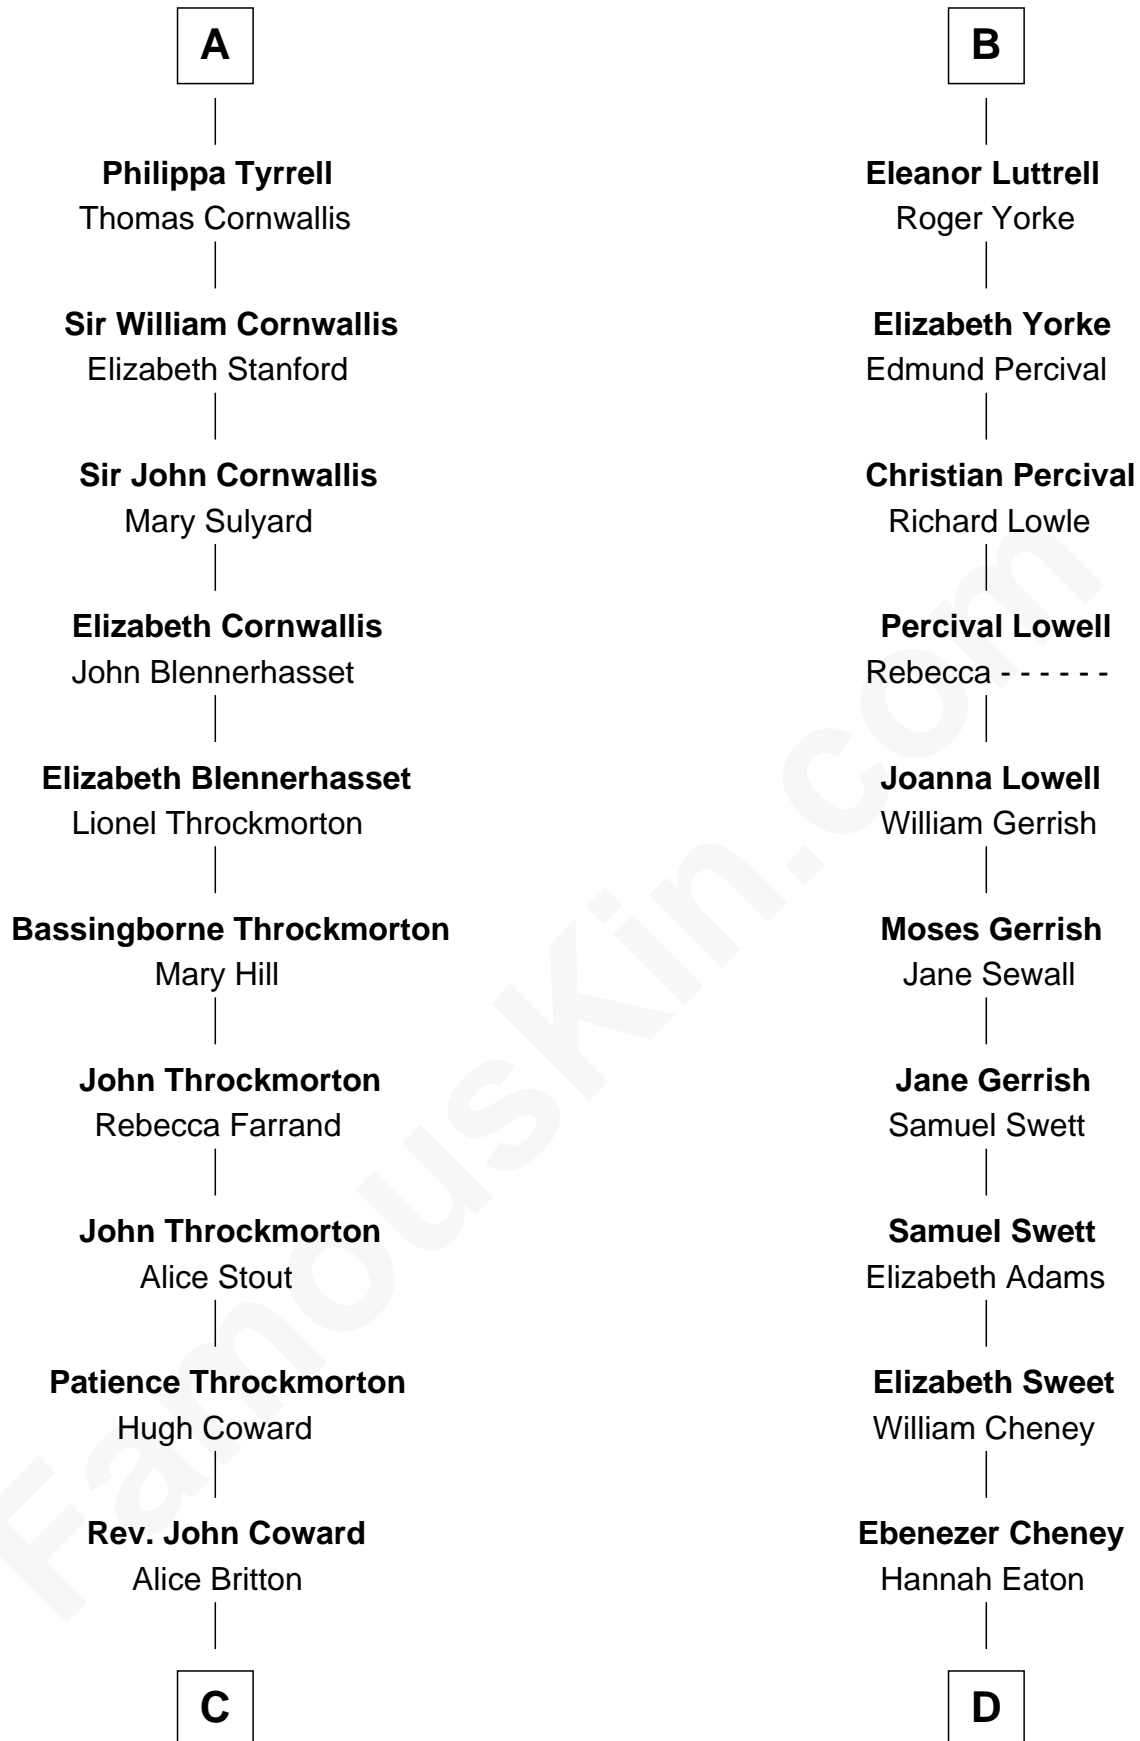 A
Philippa Tyrrell
Thomas Cornwallis
Sir William Cornwallis
Elizabeth Stanford
Sir John Cornwallis
Mary Sulyard
Elizabeth Cornwallis
John Blennerhasset
Elizabeth Blennerhasset
Lionel Throckmorton
Bassingborne Throckmorton
Mary Hill
John Throckmorton
Rebecca Farrand
John Throckmorton
Alice Stout
Patience Throckmorton
Hugh Coward
Rev. John Coward
Alice Britton
C
B
Eleanor Luttrell
Roger Yorke
Elizabeth Yorke
Edmund Percival
Christian Percival
Richard Lowle
Percival Lowell
Rebecca - - - - - -
Joanna Lowell
William Gerrish
Moses Gerrish
Jane Sewall
Jane Gerrish
Samuel Swett
Samuel Swett
Elizabeth Adams
Elizabeth Sweet
William Cheney
Ebenezer Cheney
Hannah Eaton
D
FamousKin.com